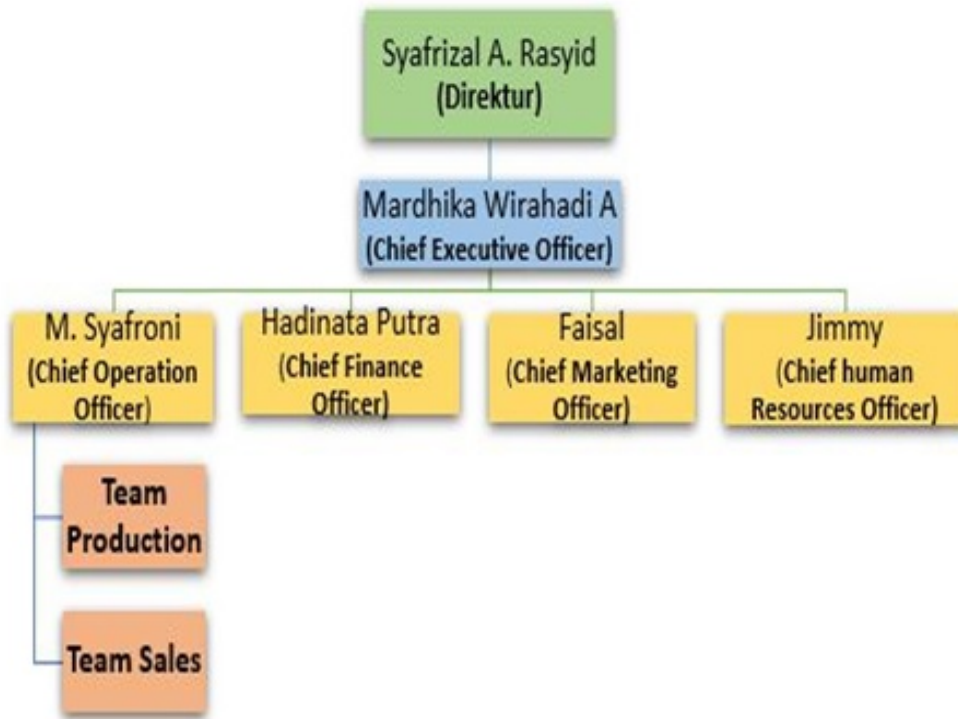 Syafrizal A. Rasyid
(Direktur)
Mardhika Wirahadi A
(Chief Executive Officer)
M. Syafroni
(Chief Operation
Officer)
Hadinata Putra
(Chief Finance
Officer)
Faisal
(Chief Marketing
Officer)
Jimmy
(Chief human
Resources Officer)
Team
Production
Team Sales